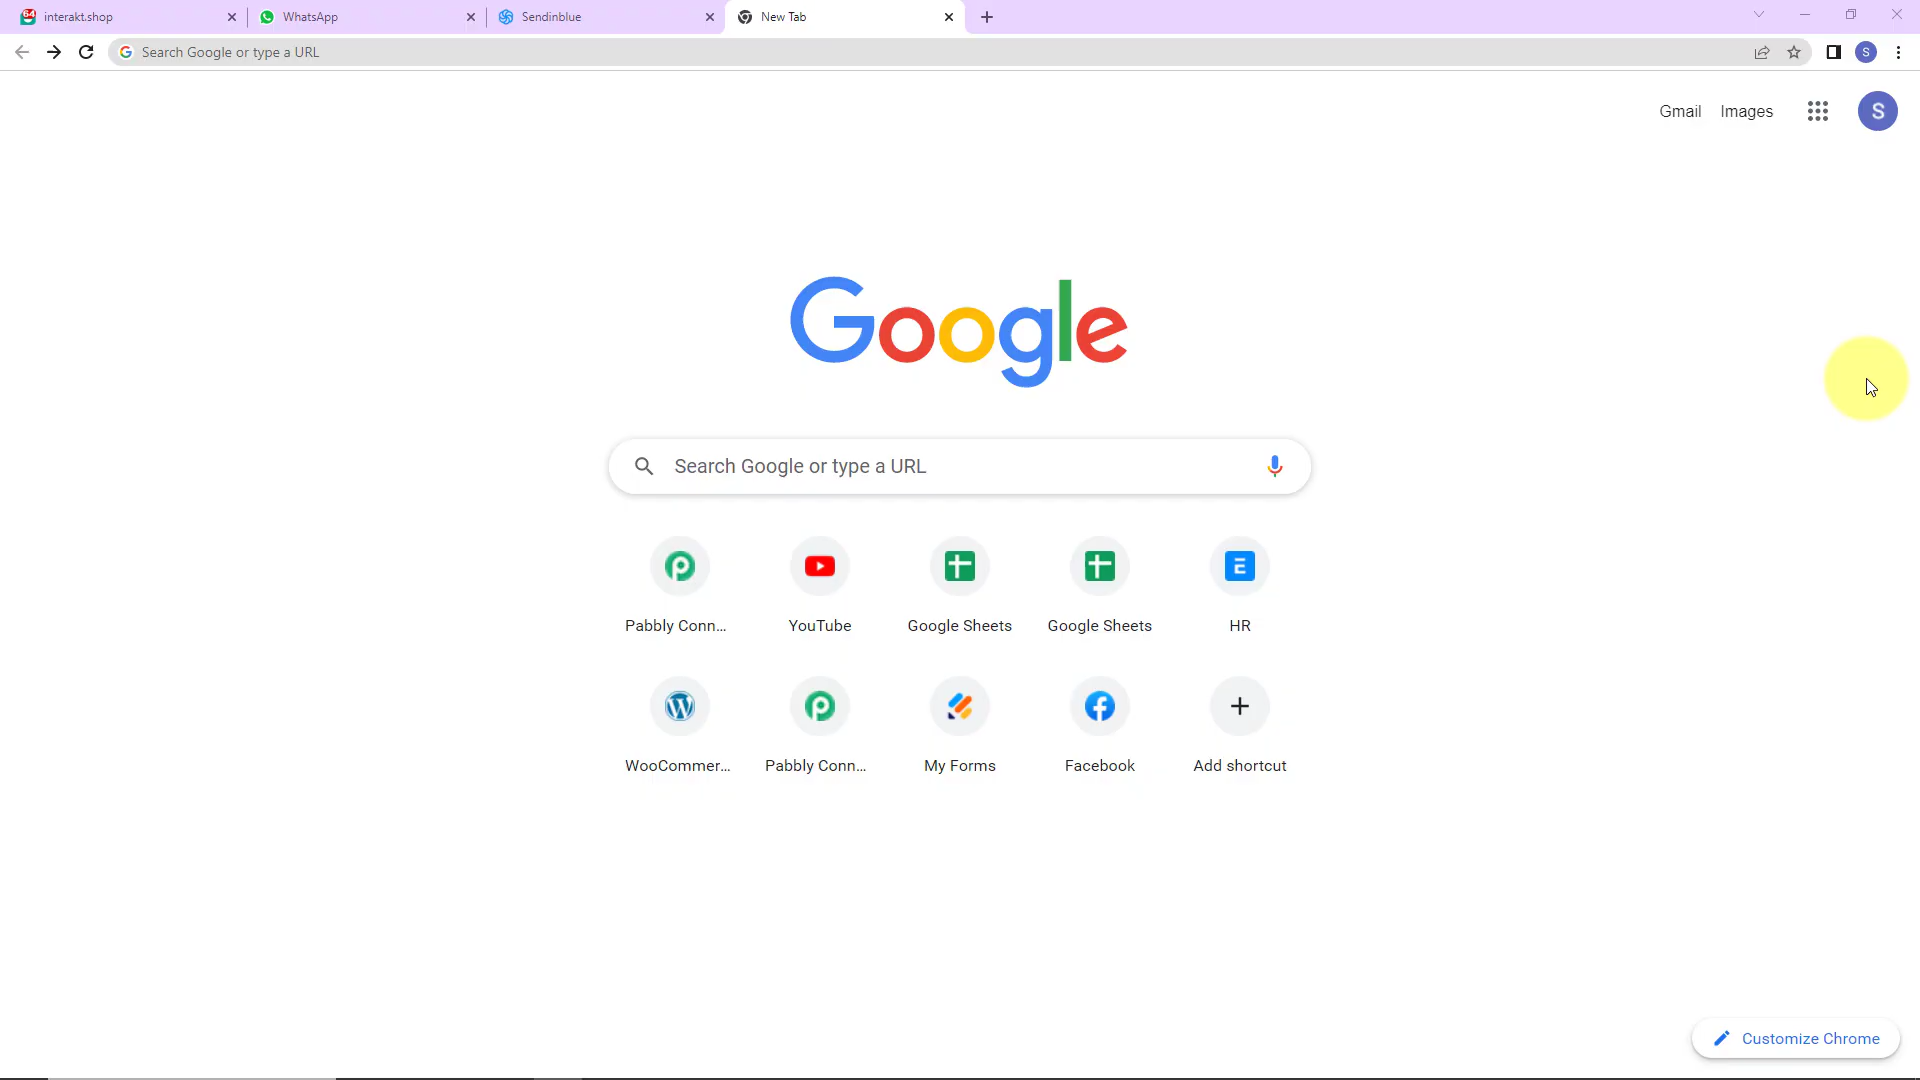 interakt.shop
WhatsApp
Sendinblue
New Tab
Search Google or type a URL
S
Gmail
Images
S
Google
Search Google or type a URL
Pabbly Conn...
YouTube
Google Sheets
Google Sheets
E
HR
WooCommer...
Pabbly Conn...
My Forms
Facebook
Add shortcut
Customize Chrome